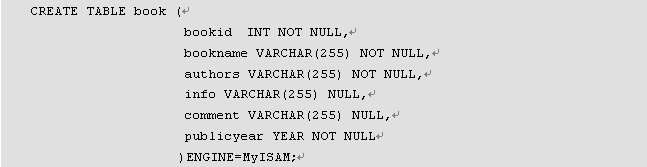 CREATE TABLE book (
bookid  INT NOT NULL,
bookname VARCHAR(255) NOT NULL,
authors VARCHAR(255) NOT NULL,
info VARCHAR(255) NULL,
comment VARCHAR(255) NULL,
publicyear YEAR NOT NULL
)ENGINE=MyISAM;